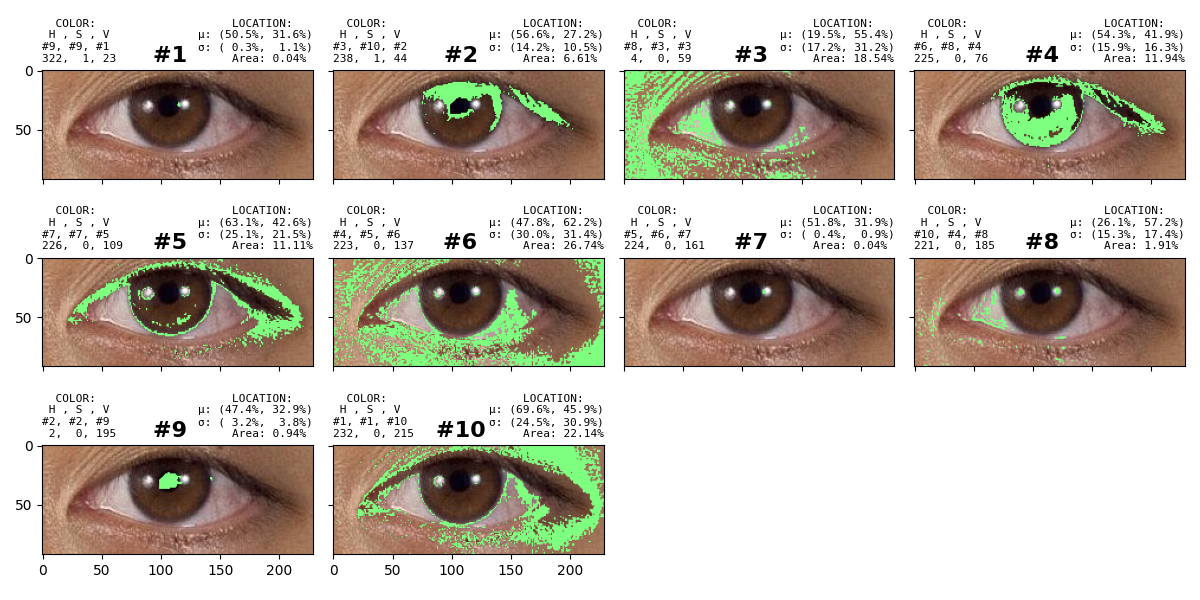 COLOR: LOCATION:
H , S , V μ: (50.5%, 31.6%)
#9, #9, #1 σ: ( 0.3%, 1.1%)
322, 1, 23 #1 Area: 0.04%
COLOR: LOCATION:
H , S , V μ: (56.6%, 27.2%)
#3, #10, #2 σ: (14.2%, 10.5%)
238, 1, 44 #2 Area: 6.61%
COLOR: LOCATION:
H , S , V μ: (19.5%, 55.4%)
#8, #3, #3 σ: (17.2%, 31.2%)
4, 0, 59 #3 Area: 18.54%
COLOR: LOCATION:
H , S , V μ: (54.3%, 41.9%)
#6, #8, #4 σ: (15.9%, 16.3%)
225, 0, 76 #4 Area: 11.94%
0
50
COLOR: LOCATION:
H , S , V μ: (63.1%, 42.6%)
#7, #7, #5 σ: (25.1%, 21.5%)
226, 0, 109 #5 Area: 11.11%
COLOR: LOCATION:
H , S , V μ: (47.8%, 62.2%)
#4, #5, #6 σ: (30.0%, 31.4%)
223, 0, 137 #6 Area: 26.74%
COLOR: LOCATION:
H , S , V μ: (51.8%, 31.9%)
#5, #6, #7 σ: ( 0.4%, 0.9%)
224, 0, 161 #7 Area: 0.04%
COLOR: LOCATION:
H , S , V μ: (26.1%, 57.2%)
#10, #4, #8 σ: (15.3%, 17.4%)
221, 0, 185 #8 Area: 1.91%
0
50
COLOR: LOCATION:
H , S , V μ: (47.4%, 32.9%)
#2, #2, #9 σ: ( 3.2%, 3.8%)
2, 0, 195 #9 Area: 0.94%
COLOR: LOCATION:
H , S , V μ: (69.6%, 45.9%)
#1, #1, #10 σ: (24.5%, 30.9%)
232, 0, 215 #10 Area: 22.14%
0
50
0 50 100 150 200
0 50 100 150 200